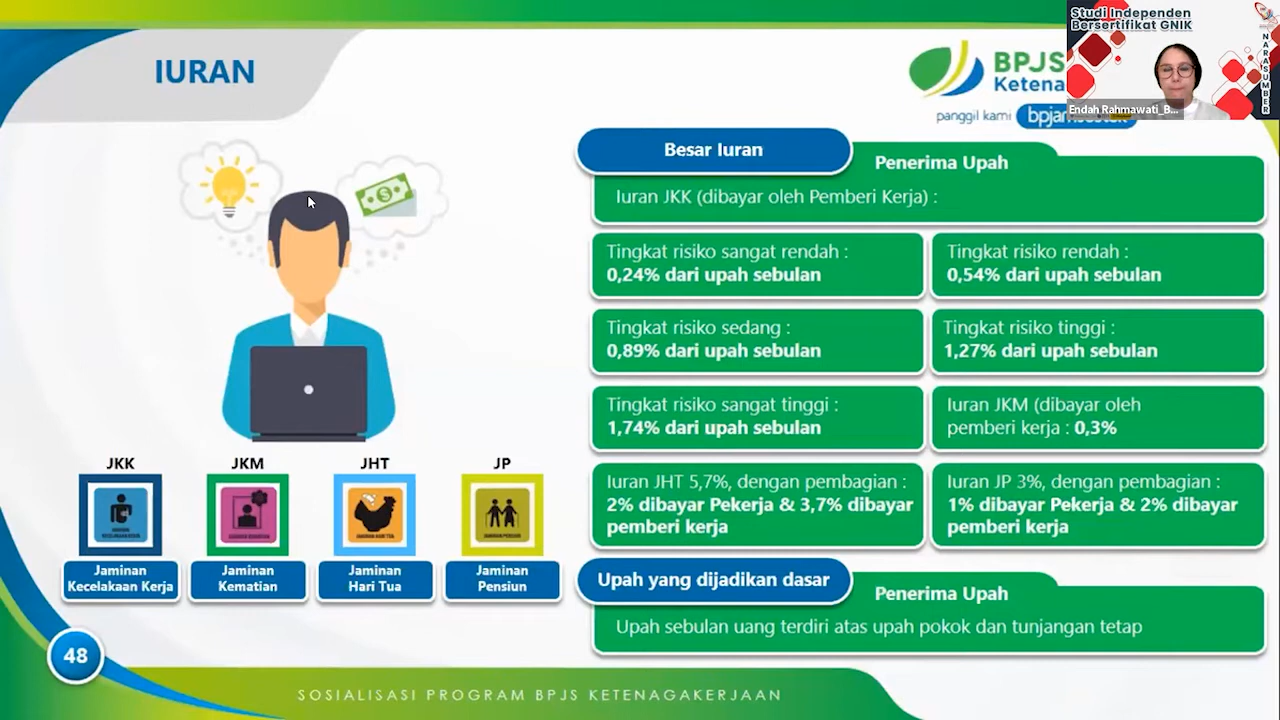 IURAN
BPJS
Ketena
panggil kami
Studi Independen
Bersertifikat GNIK
NARASUMBER
Endah Rahmawati_B...
Besar Iuran
Penerima Upah
Iuran JKK (dibayar oleh Pemberi Kerja) :
Tingkat risiko sangat rendah :
0,24% dari upah sebulan
Tingkat risiko rendah :
0,54% dari upah sebulan
Tingkat risiko sedang :
0,89% dari upah sebulan
Tingkat risiko tinggi :
1,27% dari upah sebulan
Tingkat risiko sangat tinggi :
1,74% dari upah sebulan
Iuran JKM (dibayar oleh
pemberi kerja : 0,3%
Iuran JHT 5,7%, dengan pembagian :
2% dibayar Pekerja & 3,7% dibayar
pemberi kerja
Iuran JP 3%, dengan pembagian :
1% dibayar Pekerja & 2% dibayar
pemberi kerja
JKK
JKM
JHT
JP
Jaminan
Kecelakaan Kerja
Jaminan
Kematian
Jaminan
Hari Tua
Jaminan
Pensiun
Upah yang dijadikan dasar
Penerima Upah
Upah sebulan uang terdiri atas upah pokok dan tunjangan tetap
48
SOSIALISASI PROGRAM BPJS KETENAGAKERJAAN